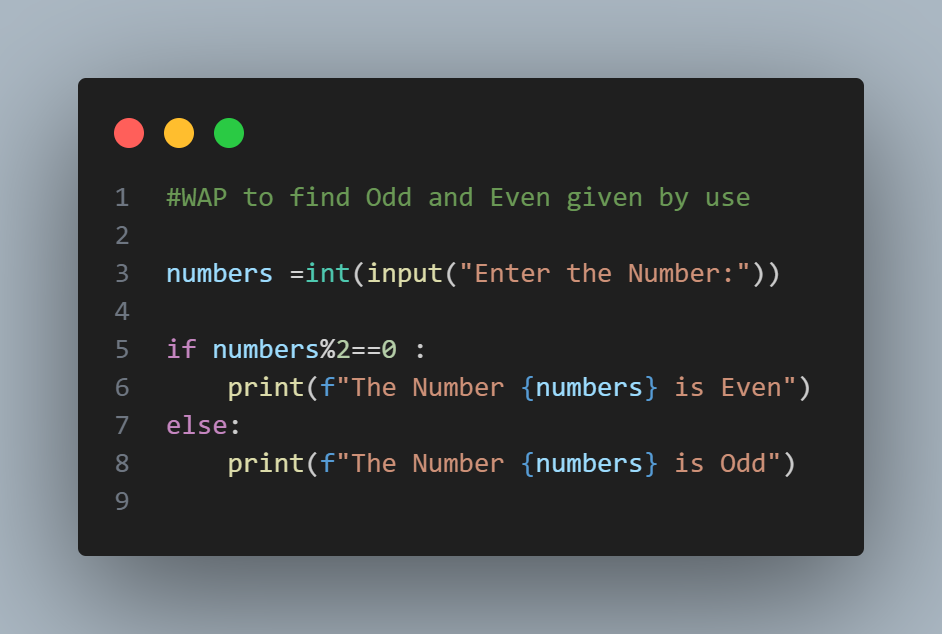 1 #WAP to find Odd and Even given by use
2
3 numbers =int(input("Enter the Number:"))
4
5 if numbers%2==0 :
6     print(f"The Number {numbers} is Even")
7 else:
8     print(f"The Number {numbers} is Odd")
9